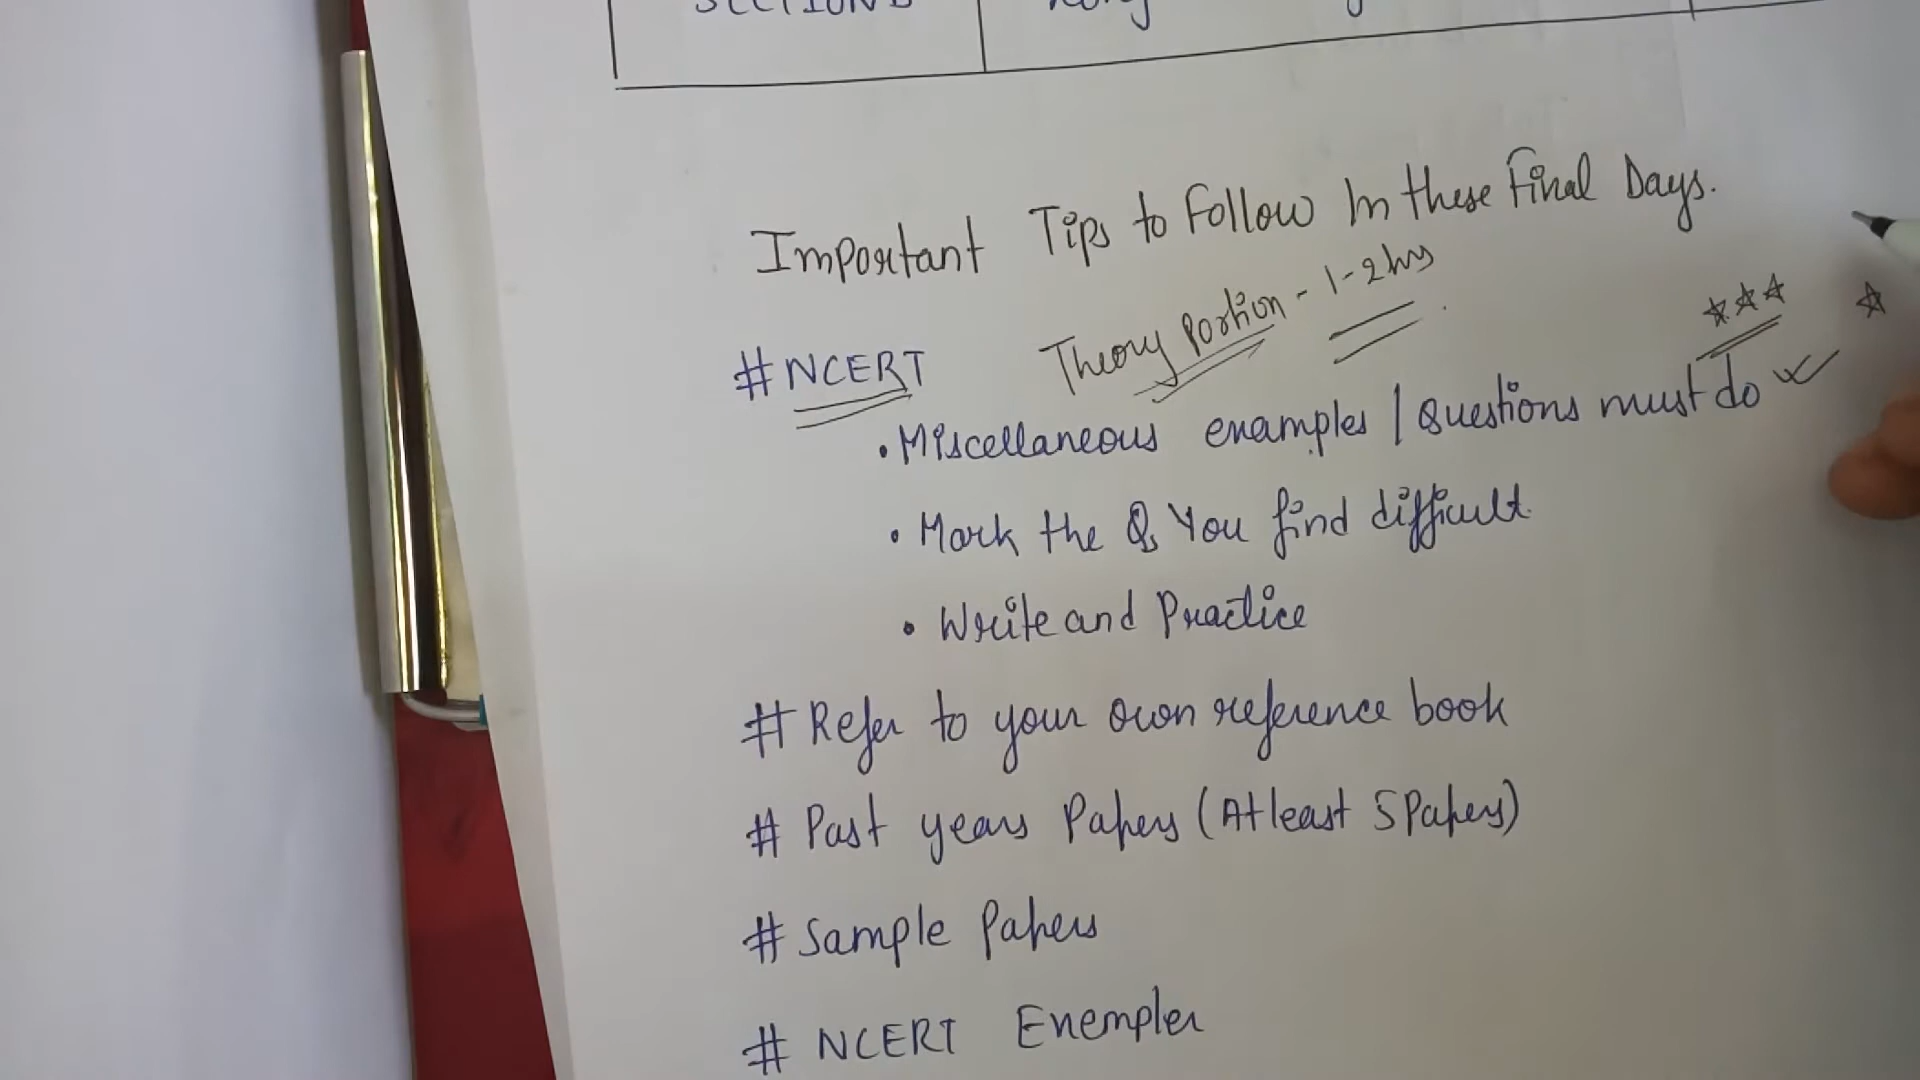 SECTION
Important Tips to Follow In these Final Days.
Theory Portion - 1-2 hrs
#NCERT
• Miscellaneous examples / Questions must do
• Mark the Q You find difficult.
• Write and Practice
# Refer to your own reference book
# Past years Papers (Atleast 5 Papers)
# Sample Papers
# NCERT Exempler